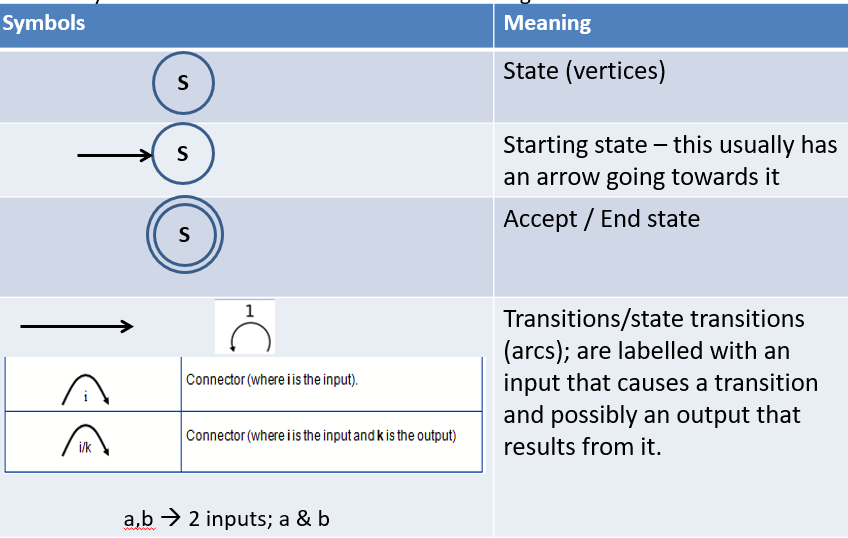 Symbols
Meaning
S
State (vertices)
S
Starting state – this usually has
an arrow going towards it
S
Accept / End state
1
Transitions/state transitions
(arcs); are labelled with an
input that causes a transition
and possibly an output that
results from it.
i
Connector (where i is the input).
i/k
Connector (where i is the input and k is the output)
a,b → 2 inputs; a & b